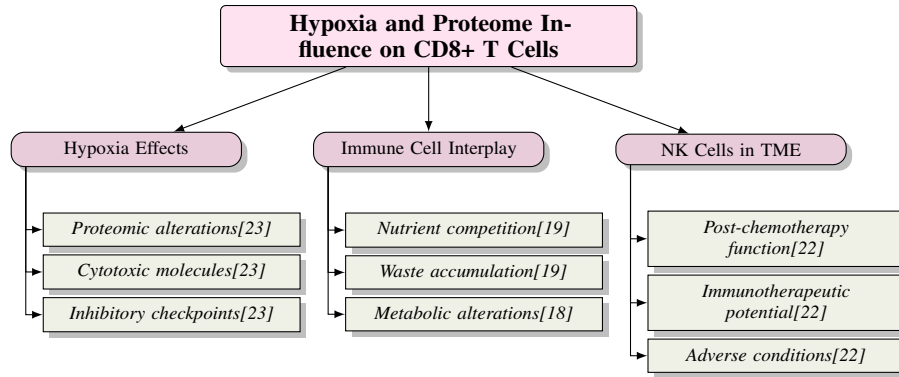 Hypoxia and Proteome In-
fluence on CD8+ T Cells
Hypoxia Effects
Immune Cell Interplay
NK Cells in TME
Proteomic alterations[23]
Cytotoxic molecules[23]
Inhibitory checkpoints[23]
Nutrient competition[19]
Waste accumulation[19]
Metabolic alterations[18]
Post-chemotherapy
function[22]
Immunotherapeutic
potential[22]
Adverse conditions[22]